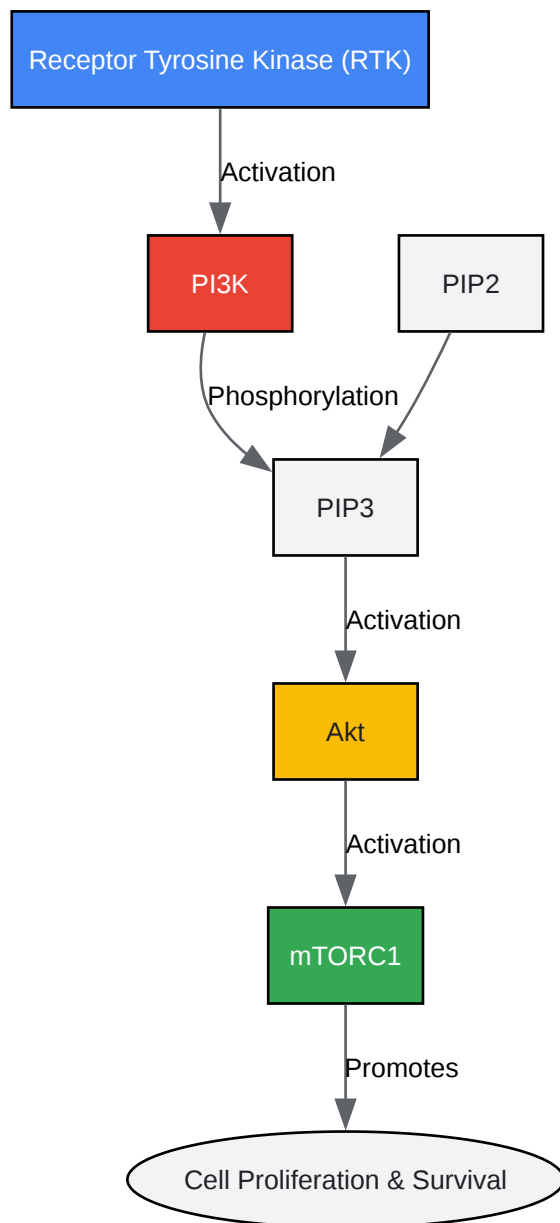 Receptor Tyrosine Kinase (RTK)
Activation
PI3K
PIP2
Phosphorylation
PIP3
Activation
Akt
Activation
mTORC1
Promotes
Cell Proliferation & Survival